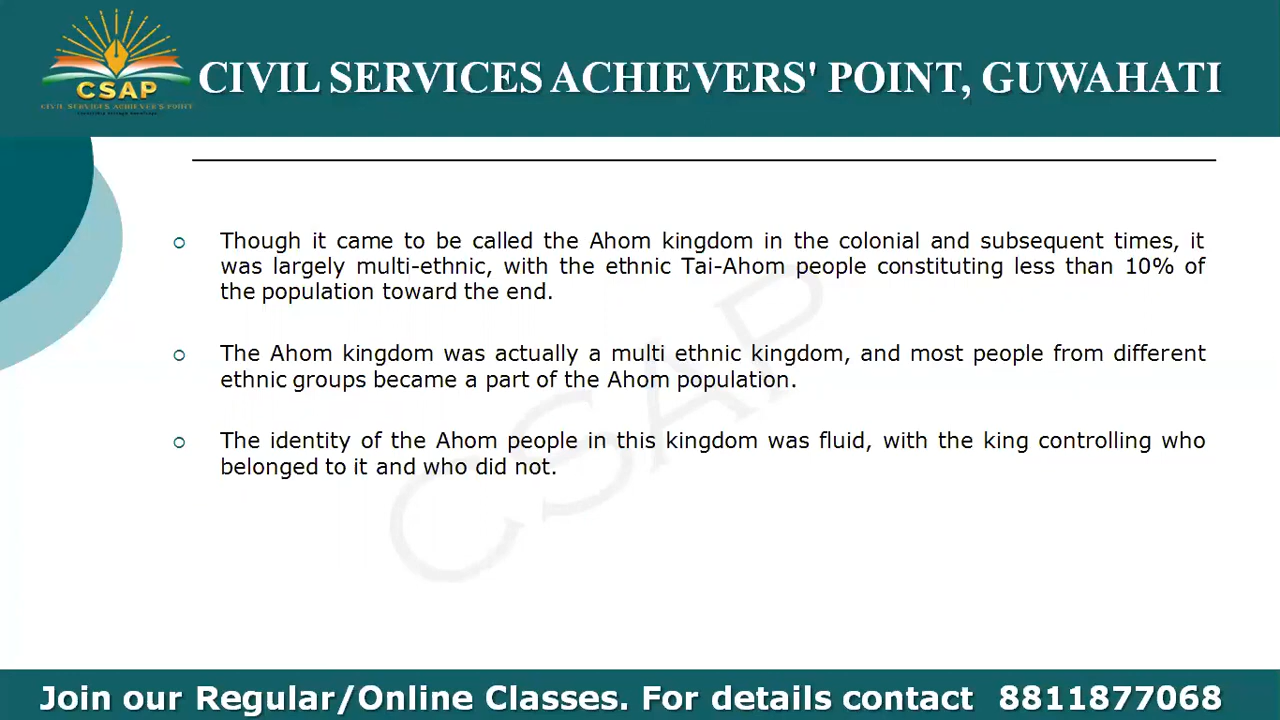 CSAP
CIVIL SERVICES ACHIEVER'S POINT
CIVIL SERVICES ACHIEVERS' POINT, GUWAHATI
Though it came to be called the Ahom kingdom in the colonial and subsequent times, it
was largely multi-ethnic, with the ethnic Tai-Ahom people constituting less than 10% of
the population toward the end.
The Ahom kingdom was actually a multi ethnic kingdom, and most people from different
ethnic groups became a part of the Ahom population.
The identity of the Ahom people in this kingdom was fluid, with the king controlling who
belonged to it and who did not.
CSAP
Join our Regular/Online Classes. For details contact 8811877068